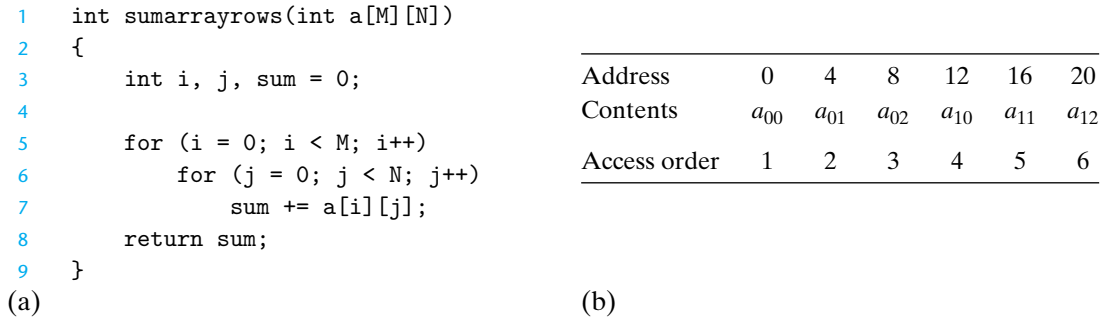 1 int sumarrayrows(int a[M][N])
2 {
3 int i, j, sum = 0;
4
5 for (i = 0; i < M; i++)
6 for (j = 0; j < N; j++)
7 sum += a[i][j];
8 return sum;
9 }
(a)
Address 0 4 8 12 16 20
Contents a00 a01 a02 a10 a11 a12
Access order 1 2 3 4 5 6
(b)